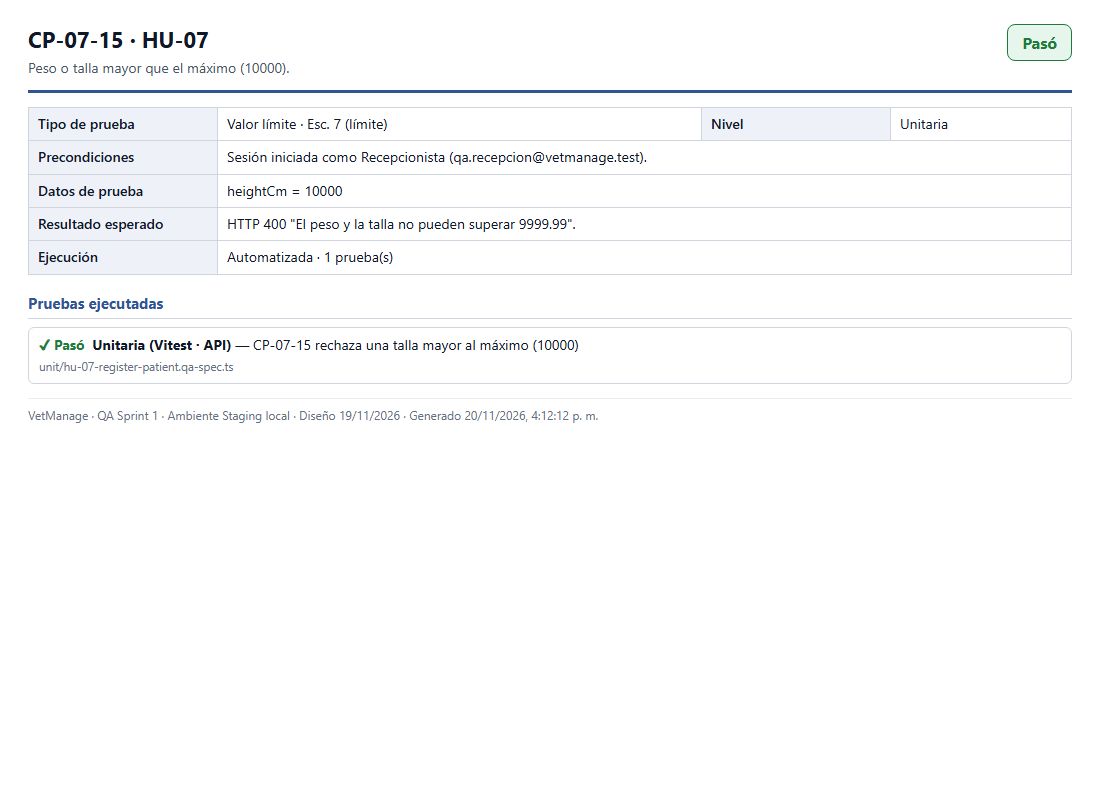 CP-07-15 · HU-07
Pasó
Peso o talla mayor que el máximo (10000).
Tipo de prueba Valor límite · Esc. 7 (límite) Nivel Unitaria
Precondiciones Sesión iniciada como Recepcionista (qa.recepcion@vetmanage.test).
Datos de prueba heightCm = 10000
Resultado esperado HTTP 400 "El peso y la talla no pueden superar 9999.99".
Ejecución Automatizada · 1 prueba(s)
Pruebas ejecutadas
✓ Pasó Unitaria (Vitest · API) — CP-07-15 rechaza una talla mayor al máximo (10000)
unit/hu-07-register-patient.qa-spec.ts
VetManage · QA Sprint 1 · Ambiente Staging local · Diseño 19/11/2026 · Generado 20/11/2026, 4:12:12 p. m.